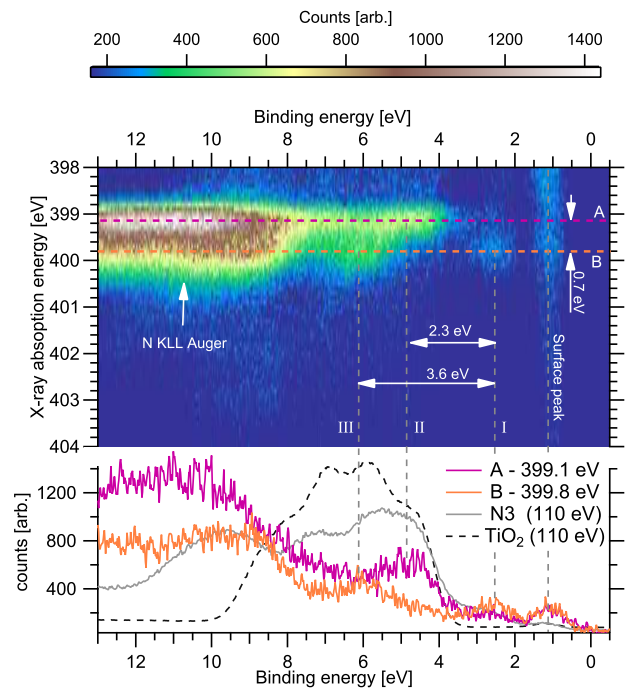 Counts [arb.]
200 400 600 800 1000 1200 1400
Binding energy [eV]
12 10 8 6 4 2 0
X-ray absoption energy [eV]
398
399
400
401
402
403
404
A
B
0.7 eV
N KLL Auger
2.3 eV
3.6 eV
Surface peak
III II I
counts [arb.]
1200
800
400
A - 399.1 eV
B - 399.8 eV
N3 (110 eV)
TiO2 (110 eV)
12 10 8 6 4 2 0
Binding energy [eV]